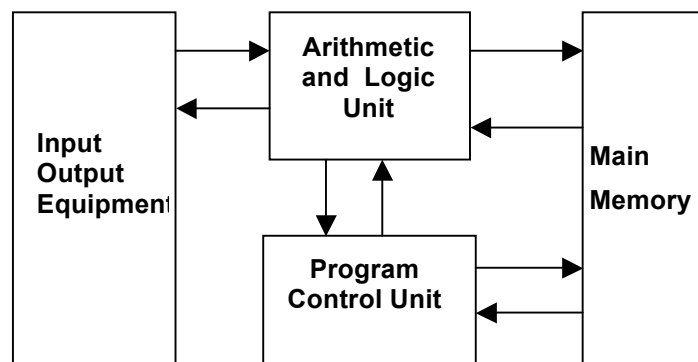 Input
Output
Equipment
Arithmetic
and Logic
Unit
Program
Control Unit
Main
Memory